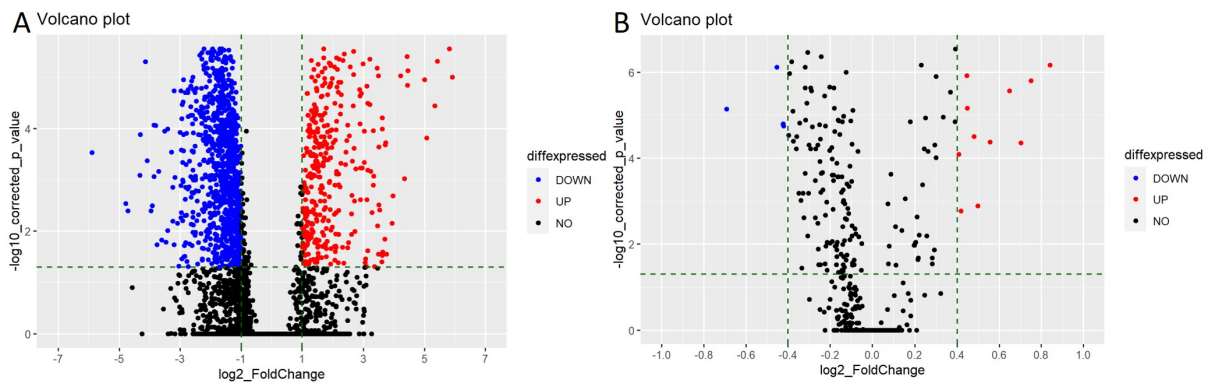 A
Volcano plot
-log10_corrected_p_value
4
2
0
-7
-5
-3
-1
1
3
5
7
log2_FoldChange
diffexpressed
DOWN
UP
NO
B
Volcano plot
-log10_corrected_p_value
6
4
2
0
-1.0
-0.8
-0.6
-0.4
-0.2
0.0
0.2
0.4
0.6
0.8
1.0
log2_FoldChange
diffexpressed
DOWN
UP
NO